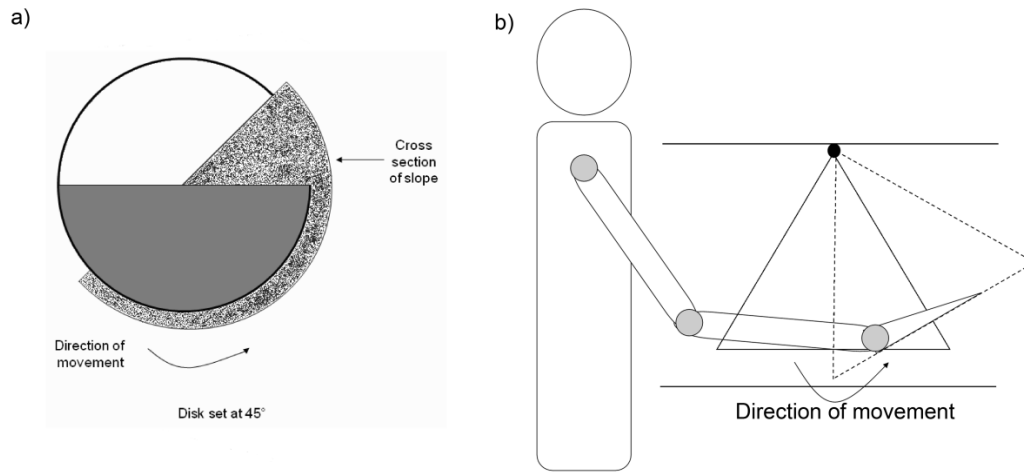 a)
Cross
section
of slope
Direction of
movement
Disk set at 45°
b)
Direction of movement